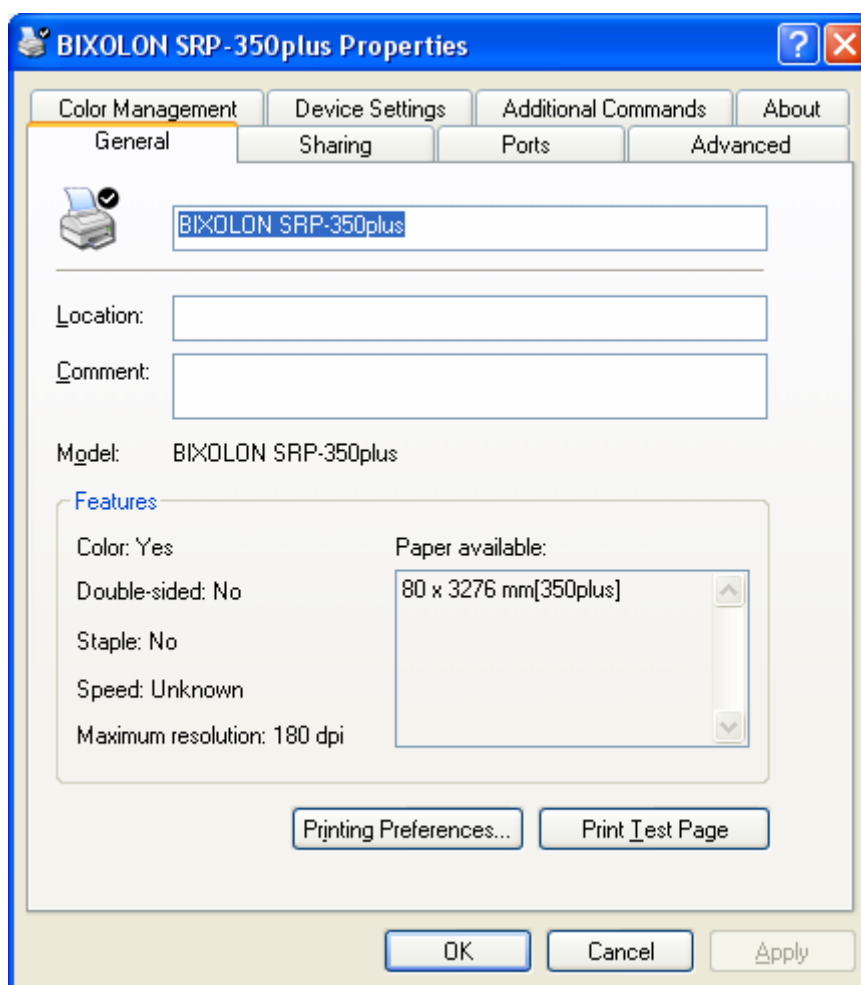 BIXOLON SRP-350plus Properties
Color Management Device Settings Additional Commands About
General Sharing Ports Advanced
BIXOLON SRP-350plus
Location:
Comment:
Model: BIXOLON SRP-350plus
Features
Color: Yes Paper available:
Double-sided: No 80 x 3276 mm[350plus]
Staple: No
Speed: Unknown
Maximum resolution: 180 dpi
Printing Preferences... Print Test Page
OK Cancel Apply